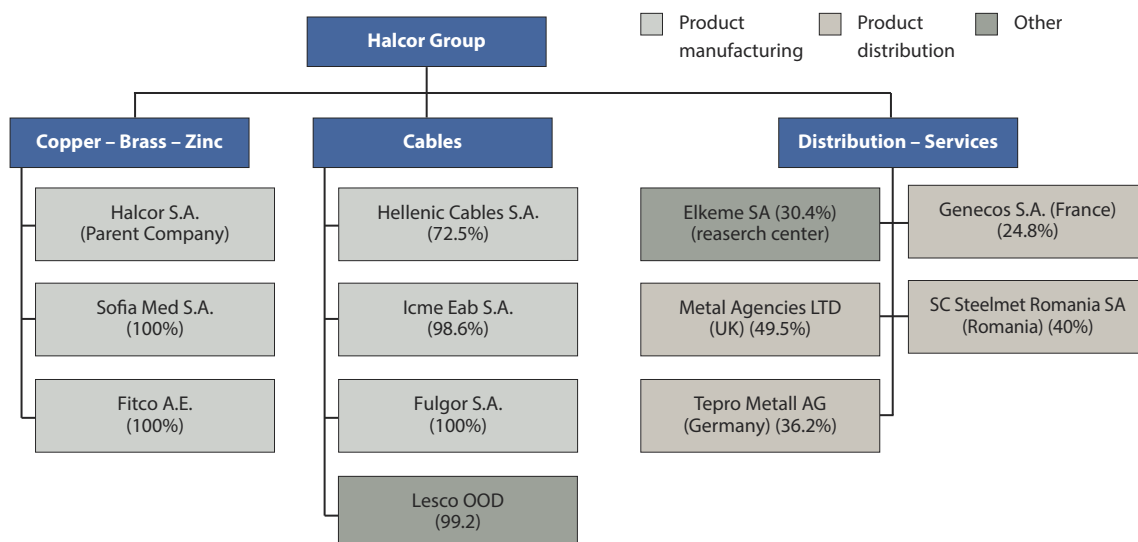 Halcor Group
Product
manufacturing
Product
distribution
Other
Copper – Brass – Zinc
Halcor S.A.
(Parent Company)
Sofia Med S.A.
(100%)
Fitco A.E.
(100%)
Cables
Hellenic Cables S.A.
(72.5%)
Icme Eab S.A.
(98.6%)
Fulgor S.A.
(100%)
Lesco OOD
(99.2)
Distribution – Services
Elkeme SA (30.4%)
(reaserch center)
Metal Agencies LTD
(UK) (49.5%)
Tepro Metall AG
(Germany) (36.2%)
Genecos S.A. (France)
(24.8%)
SC Steelmet Romania SA
(Romania) (40%)